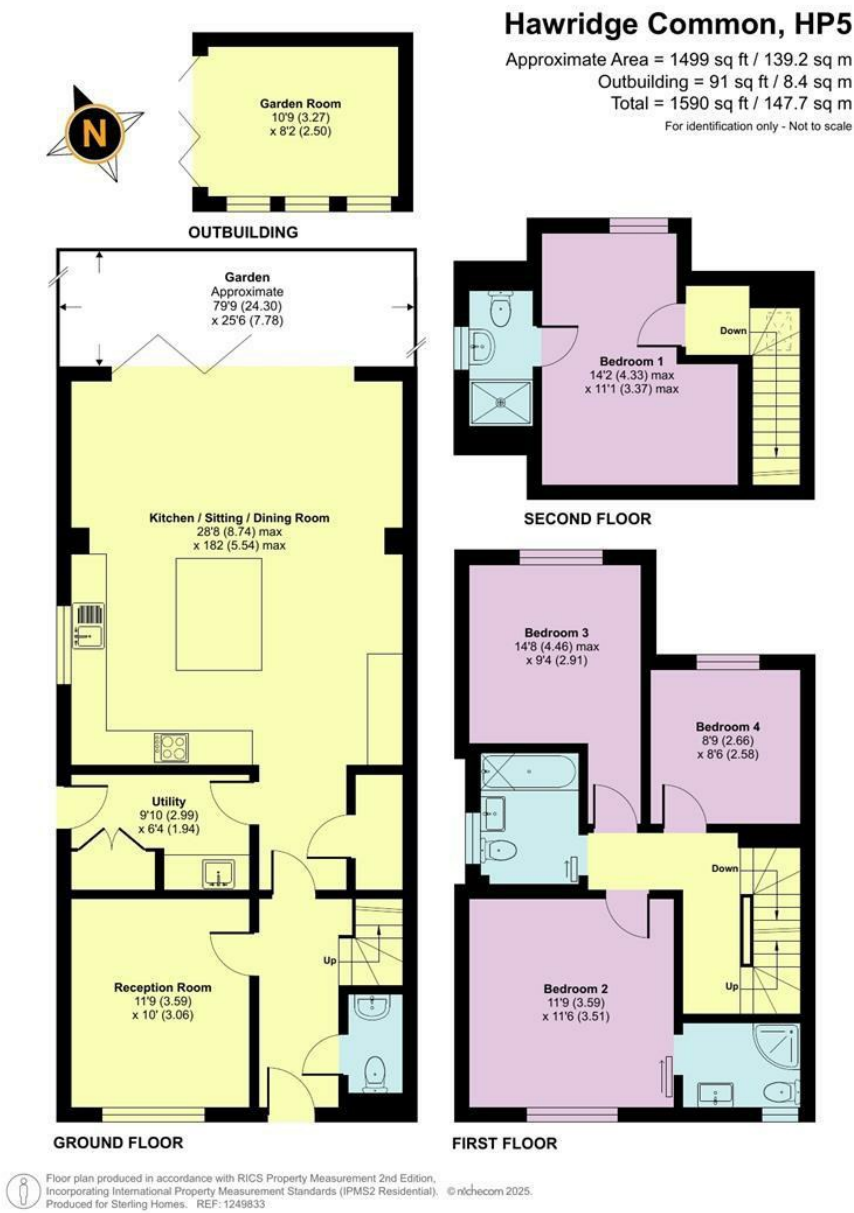 Hawridge Common, HP5
Approximate Area = 1499 sq ft / 139.2 sq m
Outbuilding = 91 sq ft / 8.4 sq m
Total = 1590 sq ft / 147.7 sq m
For identification only - Not to scale
N
Garden Room
10'9 (3.27)
x 8'2 (2.50)
OUTBUILDING
Garden
Approximate
79'9 (24.30)
x 25'6 (7.78)
Kitchen / Sitting / Dining Room
28'8 (8.74) max
x 182 (5.54) max
Utility
9'10 (2.99)
x 6'4 (1.94)
Reception Room
11'9 (3.59)
x 10' (3.06)
Up
GROUND FLOOR
Bedroom 1
14'2 (4.33) max
x 11'1 (3.37) max
Down
SECOND FLOOR
Bedroom 3
14'8 (4.46) max
x 9'4 (2.91)
Bedroom 4
8'9 (2.66)
x 8'6 (2.58)
Down
Up
Bedroom 2
11'9 (3.59)
x 11'6 (3.51)
FIRST FLOOR
Floor plan produced in accordance with RICS Property Measurement 2nd Edition,
Incorporating International Property Measurement Standards (IPMS2 Residential). © nichecom 2025.
Produced for Sterling Homes. REF: 1249833